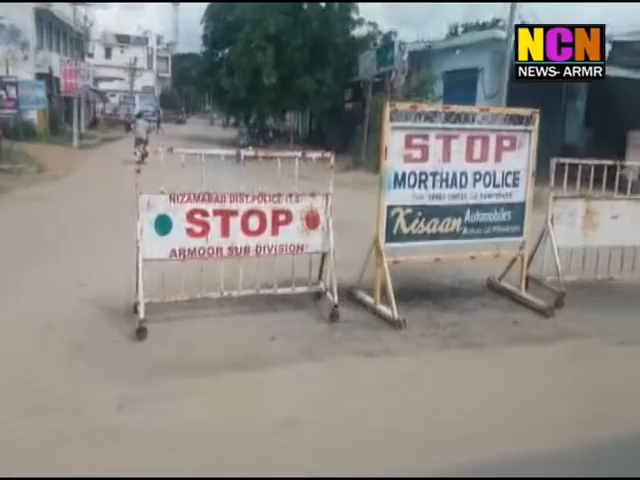 NCN
NEWS- ARMR
NIZAMABAD DIST. POLICE (T.S)
STOP
ARMOOR SUB DIVISION
STOP
MORTHAD POLICE
Kisaan Automobiles